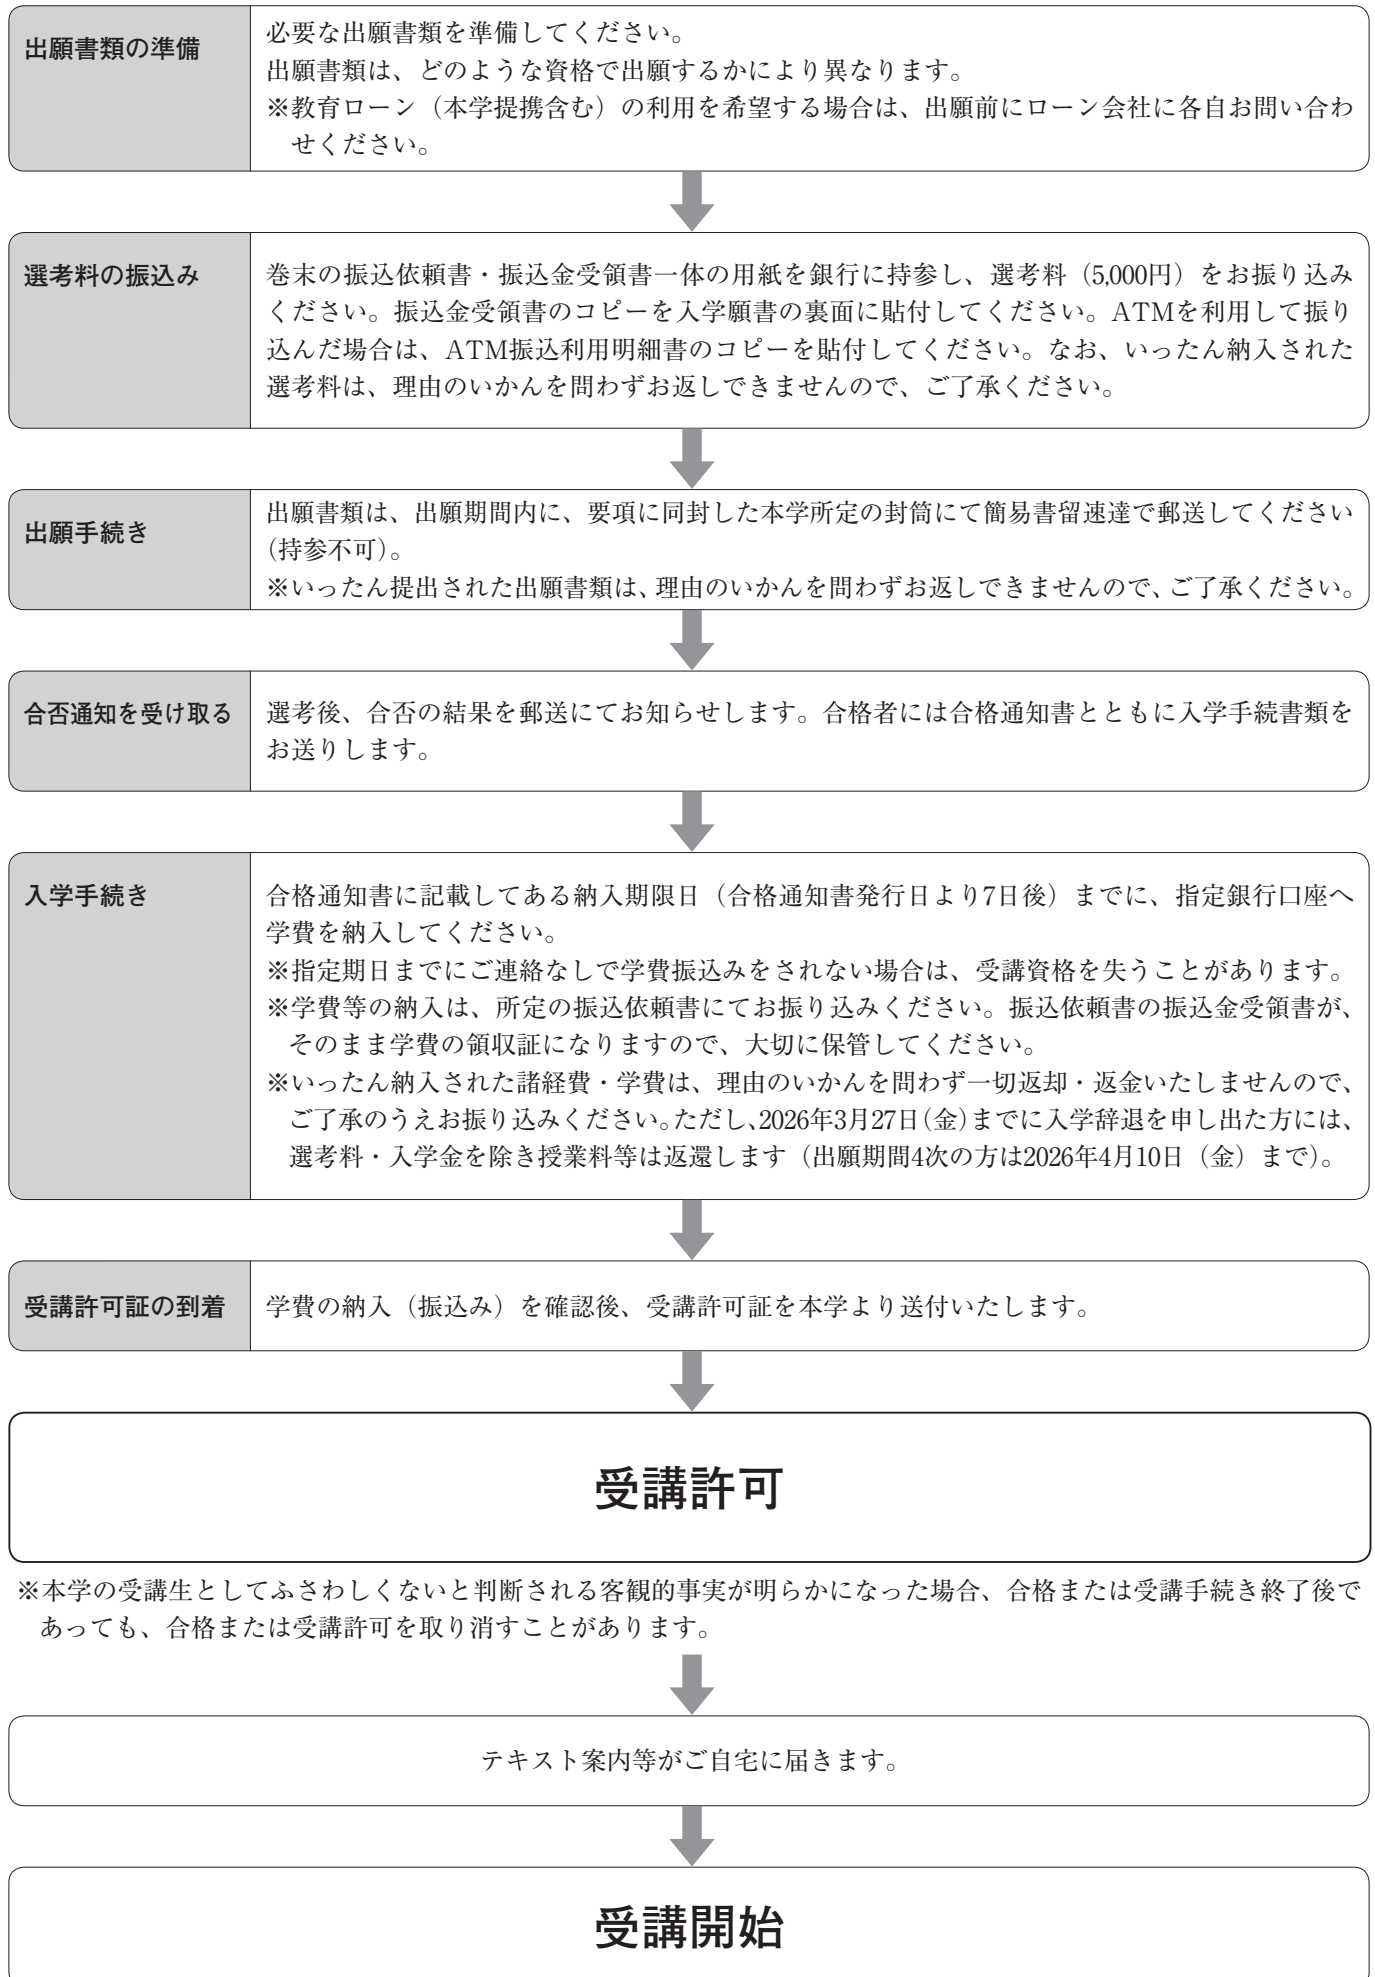 出願書類の準備
必要な出願書類を準備してください。
出願書類は、どのような資格で出願するかにより異なります。
※教育ローン（本学提携含む）の利用を希望する場合は、出願前にローン会社に各自お問い合わ
せください。
選考料の振込み
巻末の振込依頼書・振込金受領書一体の用紙を銀行に持参し、選考料（5,000円）をお振り込み
ください。振込金受領書のコピーを入学願書の裏面に貼付してください。ATMを利用して振り
込んだ場合は、ATM振込利用明細書のコピーを貼付してください。なお、いったん納入された
選考料は、理由のいかんを問わずお返しできませんので、ご了承ください。
出願手続き
出願書類は、出願期間内に、要項に同封した本学所定の封筒にて簡易書留速達で郵送してください
（持参不可）。
※いったん提出された出願書類は、理由のいかんを問わずお返しできませんので、ご了承ください。
合否通知を受け取る
選考後、合否の結果を郵送にてお知らせします。合格者には合格通知書とともに入学手続書類を
お送りします。
入学手続き
合格通知書に記載してある納入期限日（合格通知書発行日より7日後）までに、指定銀行口座へ
学費を納入してください。
※指定期日までにご連絡なしで学費振込みをされない場合は、受講資格を失うことがあります。
※学費等の納入は、所定の振込依頼書にてお振り込みください。振込依頼書の振込金受領書が、
そのまま学費の領収証になりますので、大切に保管してください。
※いったん納入された諸経費・学費は、理由のいかんを問わず一切返却・返金いたしませんので、
ご了承のうえお振り込みください。ただし、2026年3月27日（金）までに入学辞退を申し出た方には、
選考料・入学金を除き授業料等は返還します（出願期間4次の方は2026年4月10日（金）まで）。
受講許可証の到着
学費の納入（振込み）を確認後、受講許可証を本学より送付いたします。
受講許可
※本学の受講生としてふさわしくないと判断される客観的事実が明らかになった場合、合格または受講手続き終了後で
あっても、合格または受講許可を取り消すことがあります。
テキスト案内等がご自宅に届きます。
受講開始